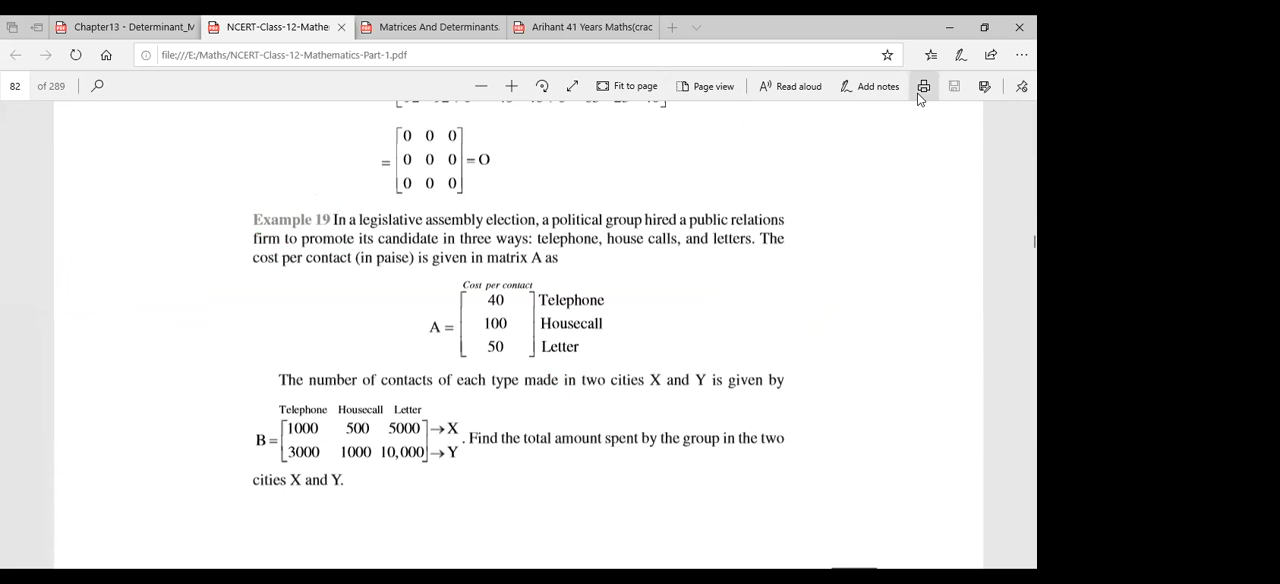 Chapter13 - Determinant_M
NCERT-Class-12-Mathe
Matrices And Determinants.
Arihant 41 Years Maths(crac
file:///E:/Maths/NCERT-Class-12-Mathematics-Part-1.pdf
82 of 289
Fit to page
Page view
Read aloud
Add notes
0 0 0
= 0 0 0 = O
0 0 0
Example 19 In a legislative assembly election, a political group hired a public relations
firm to promote its candidate in three ways: telephone, house calls, and letters. The
cost per contact (in paise) is given in matrix A as
Cost per contact
40 Telephone
A = 100 Housecall
50 Letter
The number of contacts of each type made in two cities X and Y is given by
Telephone Housecall Letter
B = [1000 500 5000] → X
[3000 1000 10,000] → Y . Find the total amount spent by the group in the two
cities X and Y.